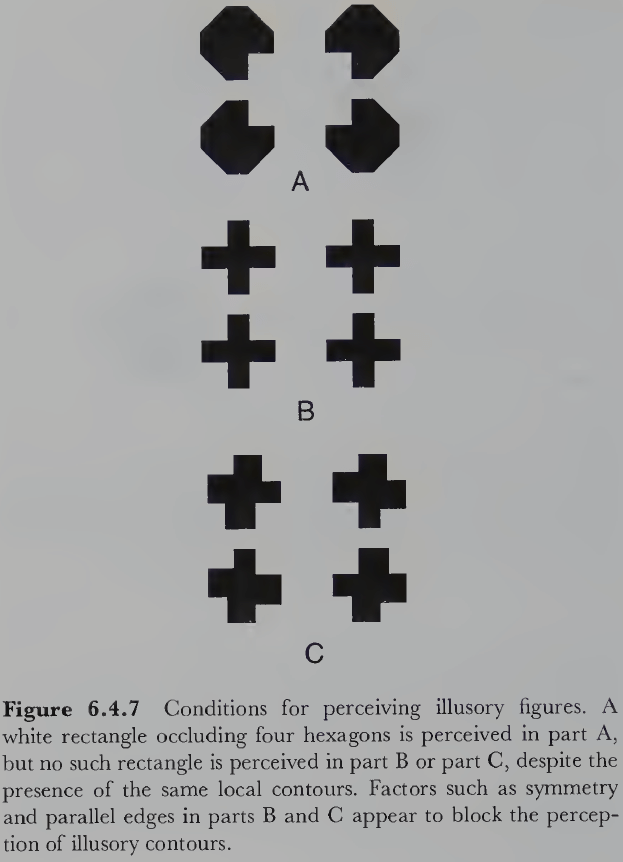 A
B
C
Figure 6.4.7 Conditions for perceiving illusory figures. A
white rectangle occluding four hexagons is perceived in part A,
but no such rectangle is perceived in part B or part C, despite the
presence of the same local contours. Factors such as symmetry
and parallel edges in parts B and C appear to block the percep-
tion of illusory contours.